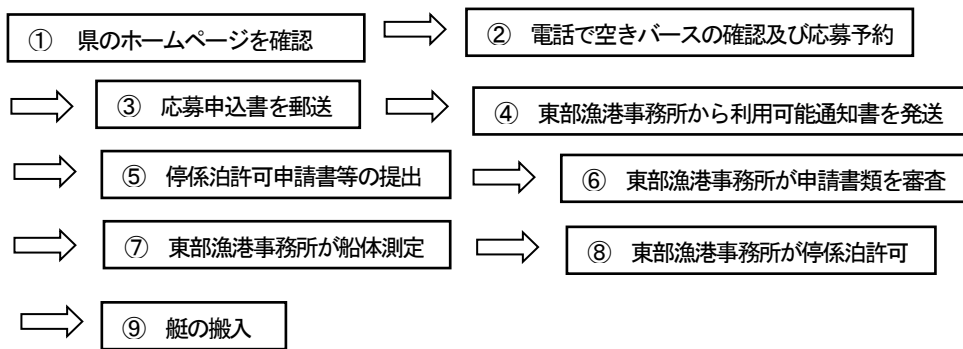 ① 県のホームページを確認
② 電話で空きバースの確認及び応募予約
③ 応募申込書を郵送
④ 東部漁港事務所から利用可能通知書を発送
⑤ 停係泊許可申請書等の提出
⑥ 東部漁港事務所が申請書類を審査
⑦ 東部漁港事務所が船体測定
⑧ 東部漁港事務所が停係泊許可
⑨ 艇の搬入